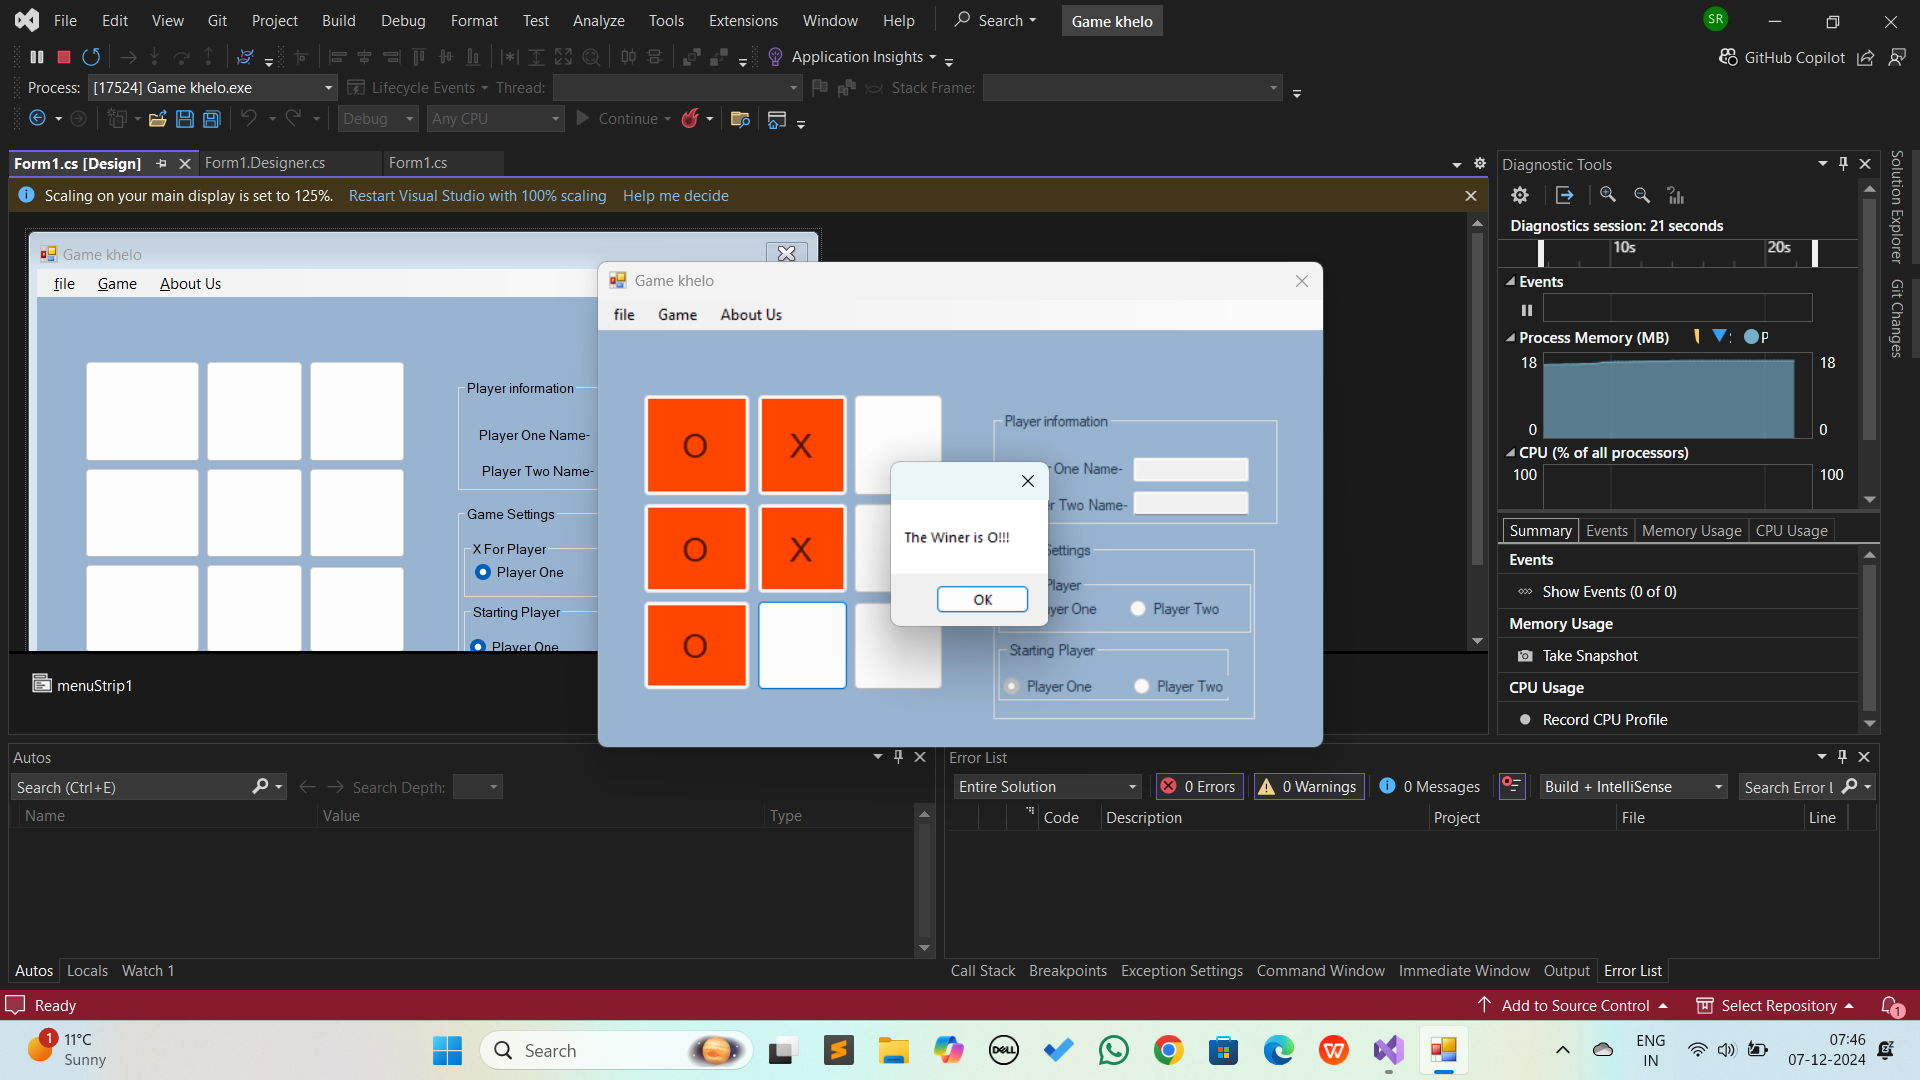 File Edit View Git Project Build Debug Format Test Analyze Tools Extensions Window Help Search Game khelo SR
Application Insights GitHub Copilot
Process: [17524] Game khelo.exe Lifecycle Events Thread: Stack Frame:
Debug Any CPU Continue
Form1.cs [Design] Form1.Designer.cs Form1.cs
Scaling on your main display is set to 125%. Restart Visual Studio with 100% scaling Help me decide
Game khelo
file Game About Us
Player information
Player One Name-
Player Two Name-
Game Settings
X For Player
Player One
Starting Player
Player One
menuStrip1
Game khelo
file Game About Us
O X
O X
O
Player information
One Name-
Two Name-
Settings
Player
Player Two
Starting Player
Player One Player Two
The Winer is O!!!
OK
Diagnostic Tools
Diagnostics session: 21 seconds
10s 20s
Events
Process Memory (MB) P
18 18
0 0
CPU (% of all processors)
100 100
Summary Events Memory Usage CPU Usage
Events
Show Events (0 of 0)
Memory Usage
Take Snapshot
CPU Usage
Record CPU Profile
Solution Explorer
Git Changes
Autos
Search (Ctrl+E) Search Depth:
Name Value Type
Autos Locals Watch 1
Error List
Entire Solution 0 Errors 0 Warnings 0 Messages Build + IntelliSense Search Error L
Code Description Project File Line
Call Stack Breakpoints Exception Settings Command Window Immediate Window Output Error List
Ready Add to Source Control Select Repository 1
1 11°C
Sunny
Search
DELL
W
ENG
IN
07:46
07-12-2024